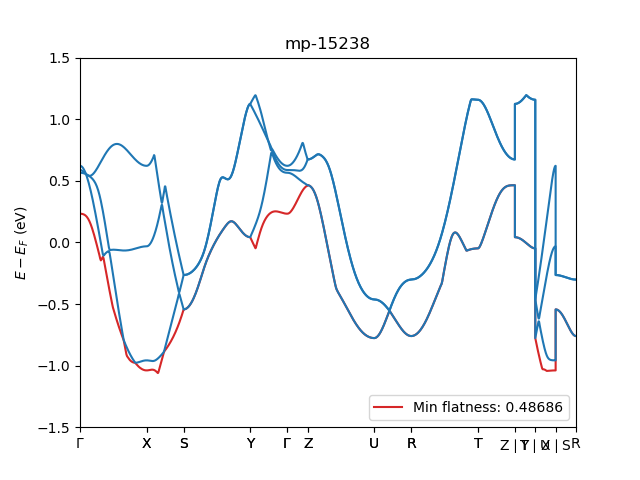 mp-15238
E − E_F (eV)
1.5
1.0
0.5
0.0
−0.5
−1.0
−1.5
Min flatness: 0.48686
Γ X S Y Γ Z U R T Z | Y T | U X | S R